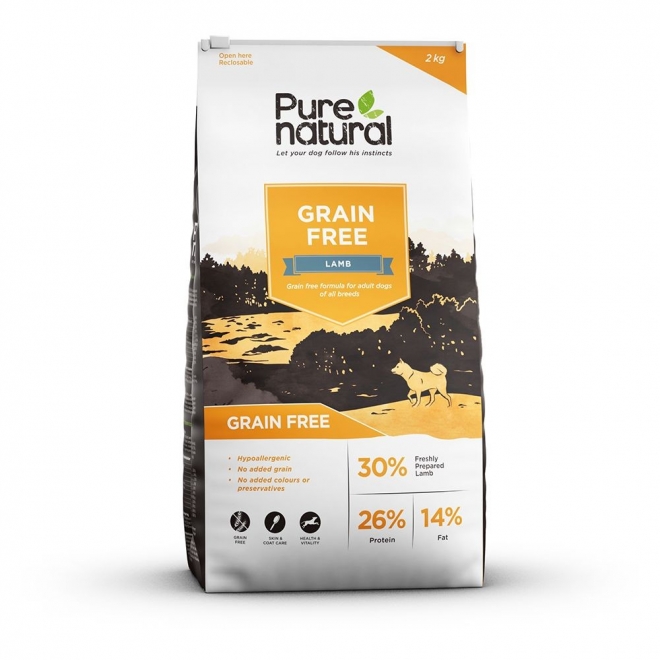 Open here
Reclosable
2 kg
Pure
natural
Let your dog follow his instincts
GRAIN
FREE
LAMB
Grain free formula for adult dogs
of all breeds
GRAIN FREE
• Hypoallergenic
• No added grain
• No added colours or
preservatives
30% Freshly
Prepared
Lamb
26%
Protein
14%
Fat
GRAIN
FREE
SKIN &
COAT CARE
HEALTH &
VITALITY